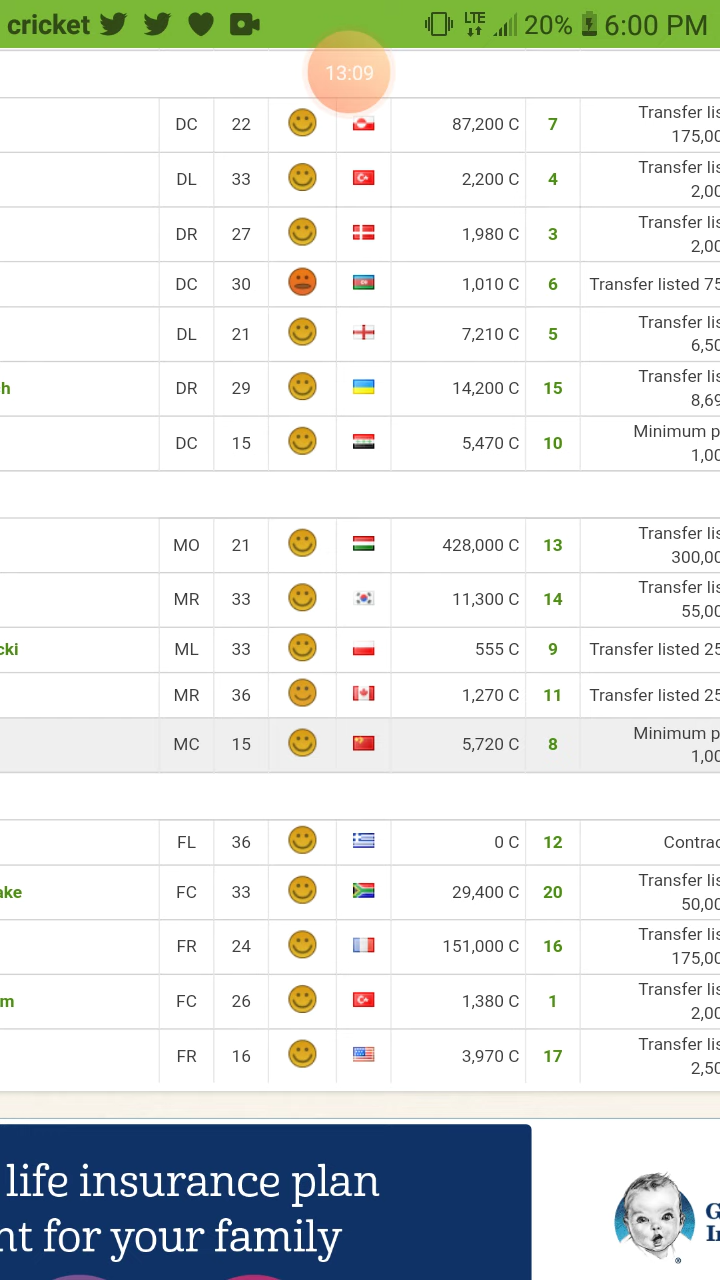 cricket LTE 20% 6:00 PM
13:09
DC 22 87,200 C 7 Transfer lis
175,00
DL 33 2,200 C 4 Transfer lis
2,00
DR 27 1,980 C 3 Transfer lis
2,00
DC 30 1,010 C 6 Transfer listed 75
DL 21 7,210 C 5 Transfer lis
6,50
h DR 29 14,200 C 15 Transfer lis
8,69
DC 15 5,470 C 10 Minimum p
1,00
MO 21 428,000 C 13 Transfer lis
300,00
MR 33 11,300 C 14 Transfer lis
55,00
cki ML 33 555 C 9 Transfer listed 25
MR 36 1,270 C 11 Transfer listed 25
MC 15 5,720 C 8 Minimum p
1,00
FL 36 0 C 12 Contrac
ake FC 33 29,400 C 20 Transfer lis
50,00
FR 24 151,000 C 16 Transfer lis
175,00
m FC 26 1,380 C 1 Transfer lis
2,00
FR 16 3,970 C 17 Transfer lis
2,50
life insurance plan
nt for your family
G
In
®